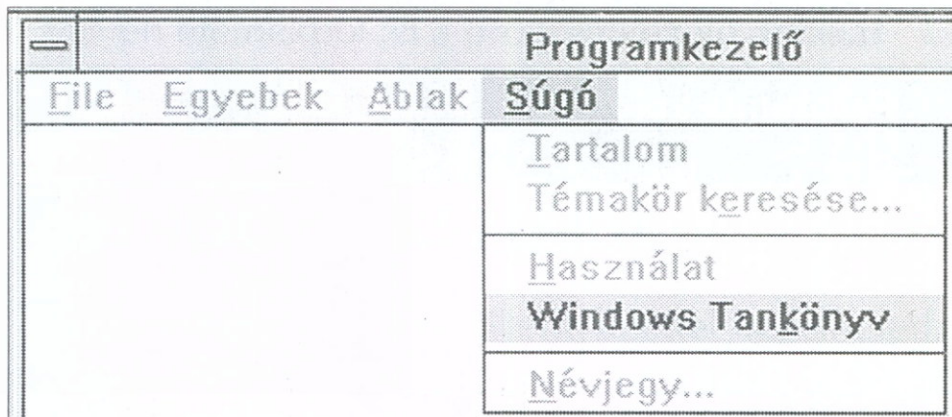 Programkezelő
File Egyebek Ablak Súgó
Tartalom
Témakör keresése...
Használat
Windows Tankönyv
Névjegy...